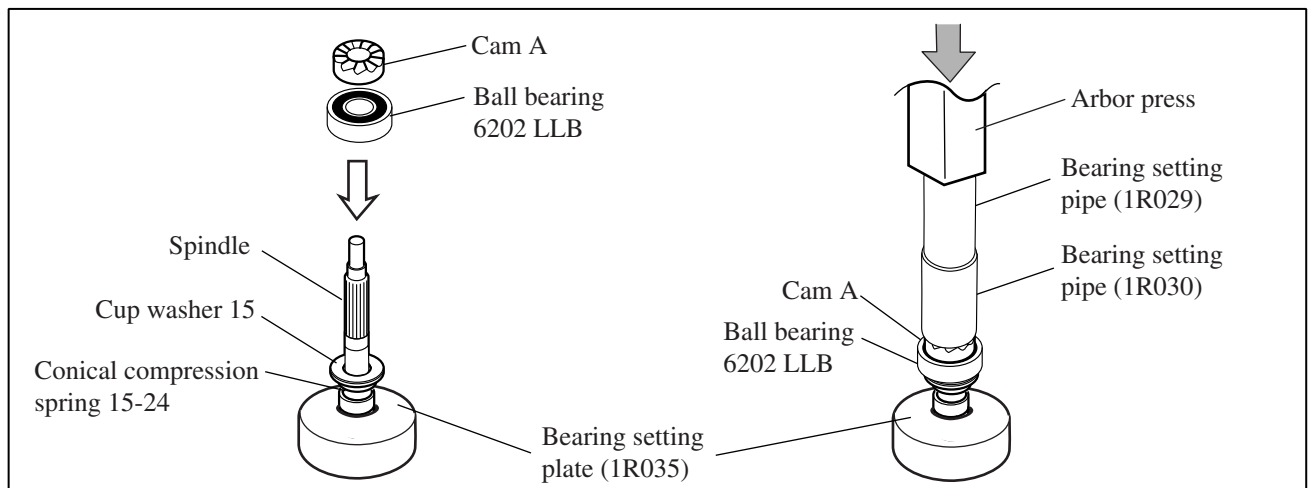 Cam A
Ball bearing
6202 LLB
Spindle
Cup washer 15
Conical compression
spring 15-24
Bearing setting
plate (1R035)
Arbor press
Bearing setting
pipe (1R029)
Bearing setting
pipe (1R030)
Cam A
Ball bearing
6202 LLB